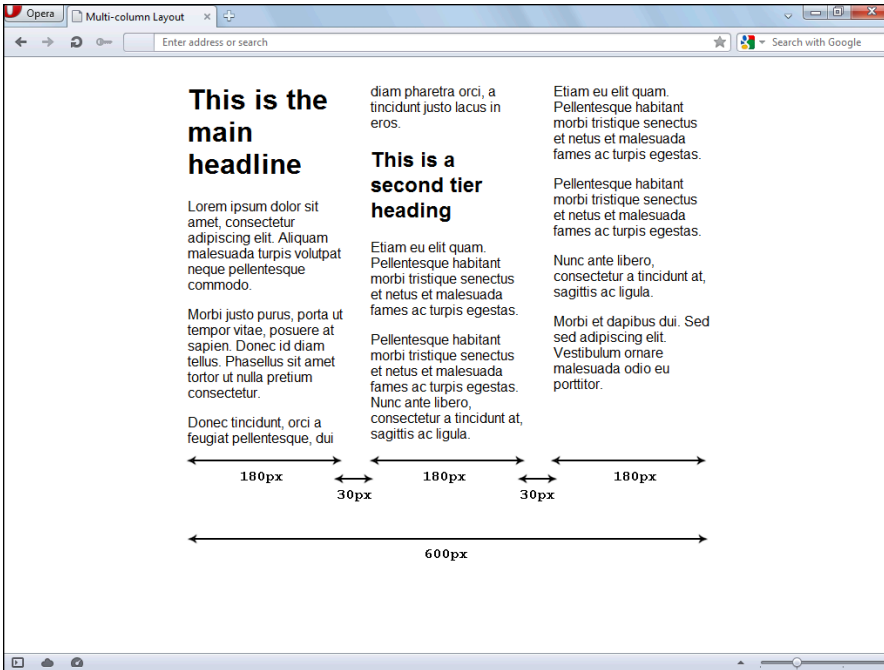 Opera
Multi-column Layout
Enter address or search
Search with Google
This is the
main
headline
Lorem ipsum dolor sit
amet, consectetur
adipiscing elit. Aliquam
malesuada turpis volutpat
neque pellentesque
commodo.
Morbi justo purus, porta ut
tempor vitae, posuere at
sapien. Donec id diam
tellus. Phasellus sit amet
tortor ut nulla pretium
consectetur.
Donec tincidunt, orci a
feugiat pellentesque, dui
diam pharetra orci, a
tincidunt justo lacus in
eros.
This is a
second tier
heading
Etiam eu elit quam.
Pellentesque habitant
morbi tristique senectus
et netus et malesuada
fames ac turpis egestas.
Pellentesque habitant
morbi tristique senectus
et netus et malesuada
fames ac turpis egestas.
Nunc ante libero,
consectetur a tincidunt at,
sagittis ac ligula.
Etiam eu elit quam.
Pellentesque habitant
morbi tristique senectus
et netus et malesuada
fames ac turpis egestas.
Pellentesque habitant
morbi tristique senectus
et netus et malesuada
fames ac turpis egestas.
Nunc ante libero,
consectetur a tincidunt at,
sagittis ac ligula.
Morbi et dapibus dui. Sed
sed adipiscing elit.
Vestibulum ornare
malesuada odio eu
porttitor.
180px
180px
180px
30px
30px
600px